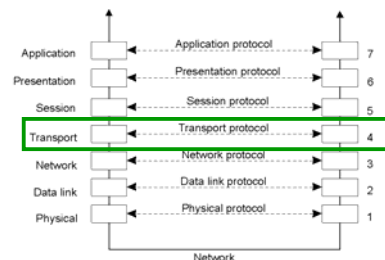 Application Application protocol 7
Presentation Presentation protocol 6
Session Session protocol 5
Transport Transport protocol 4
Network Network protocol 3
Data link Data link protocol 2
Physical Physical protocol 1
Network